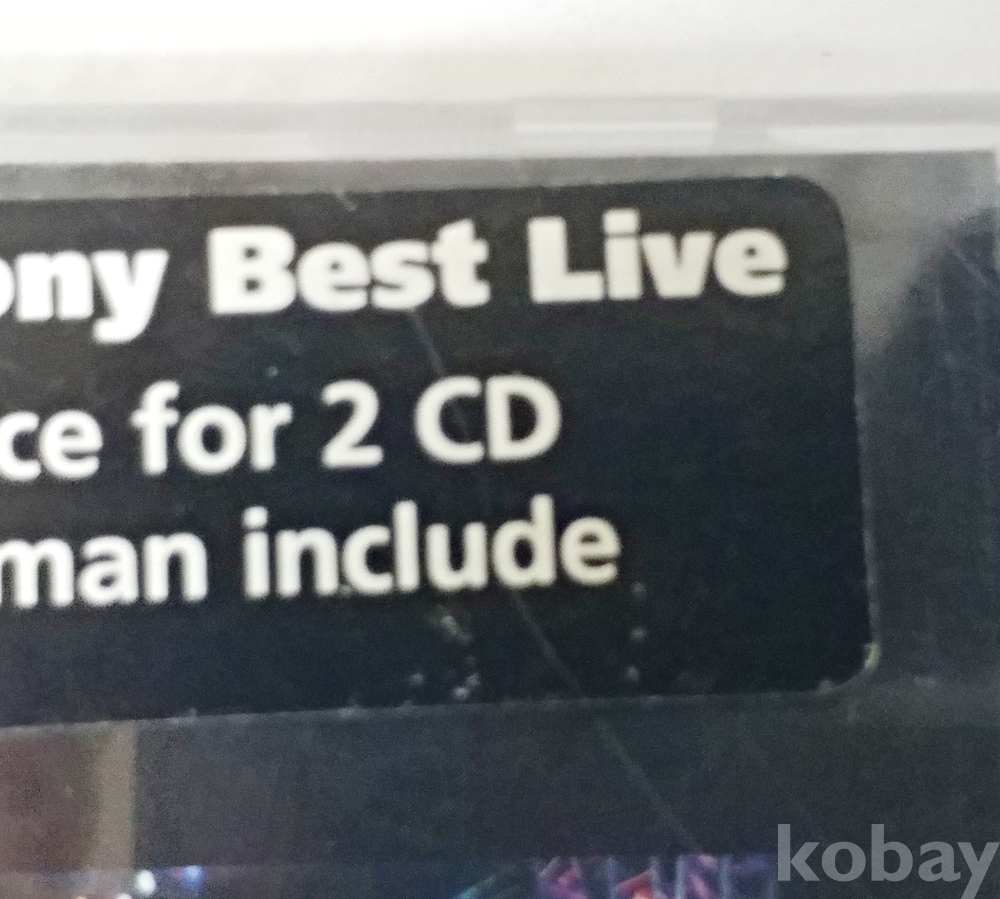 ony Best Live
ce for 2 CD
man include
kobay